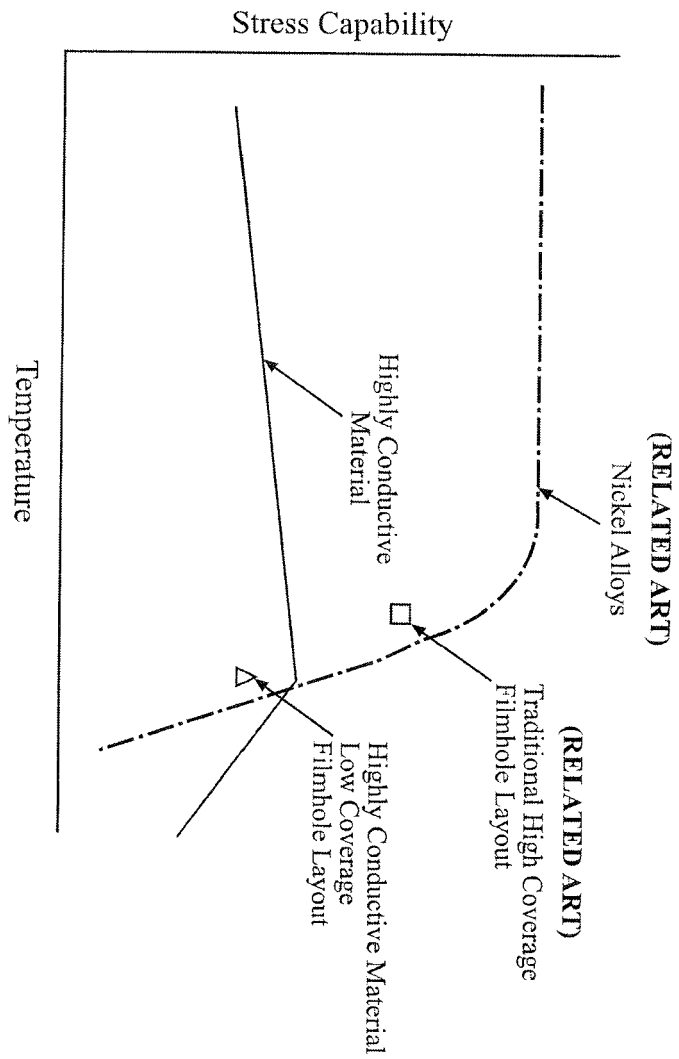 Stress Capability
(RELATED ART)
Nickel Alloys
(RELATED ART)
Traditional High Coverage
Filmhole Layout
Highly Conductive
Material
Highly Conductive Material
Low Coverage
Filmhole Layout
Temperature